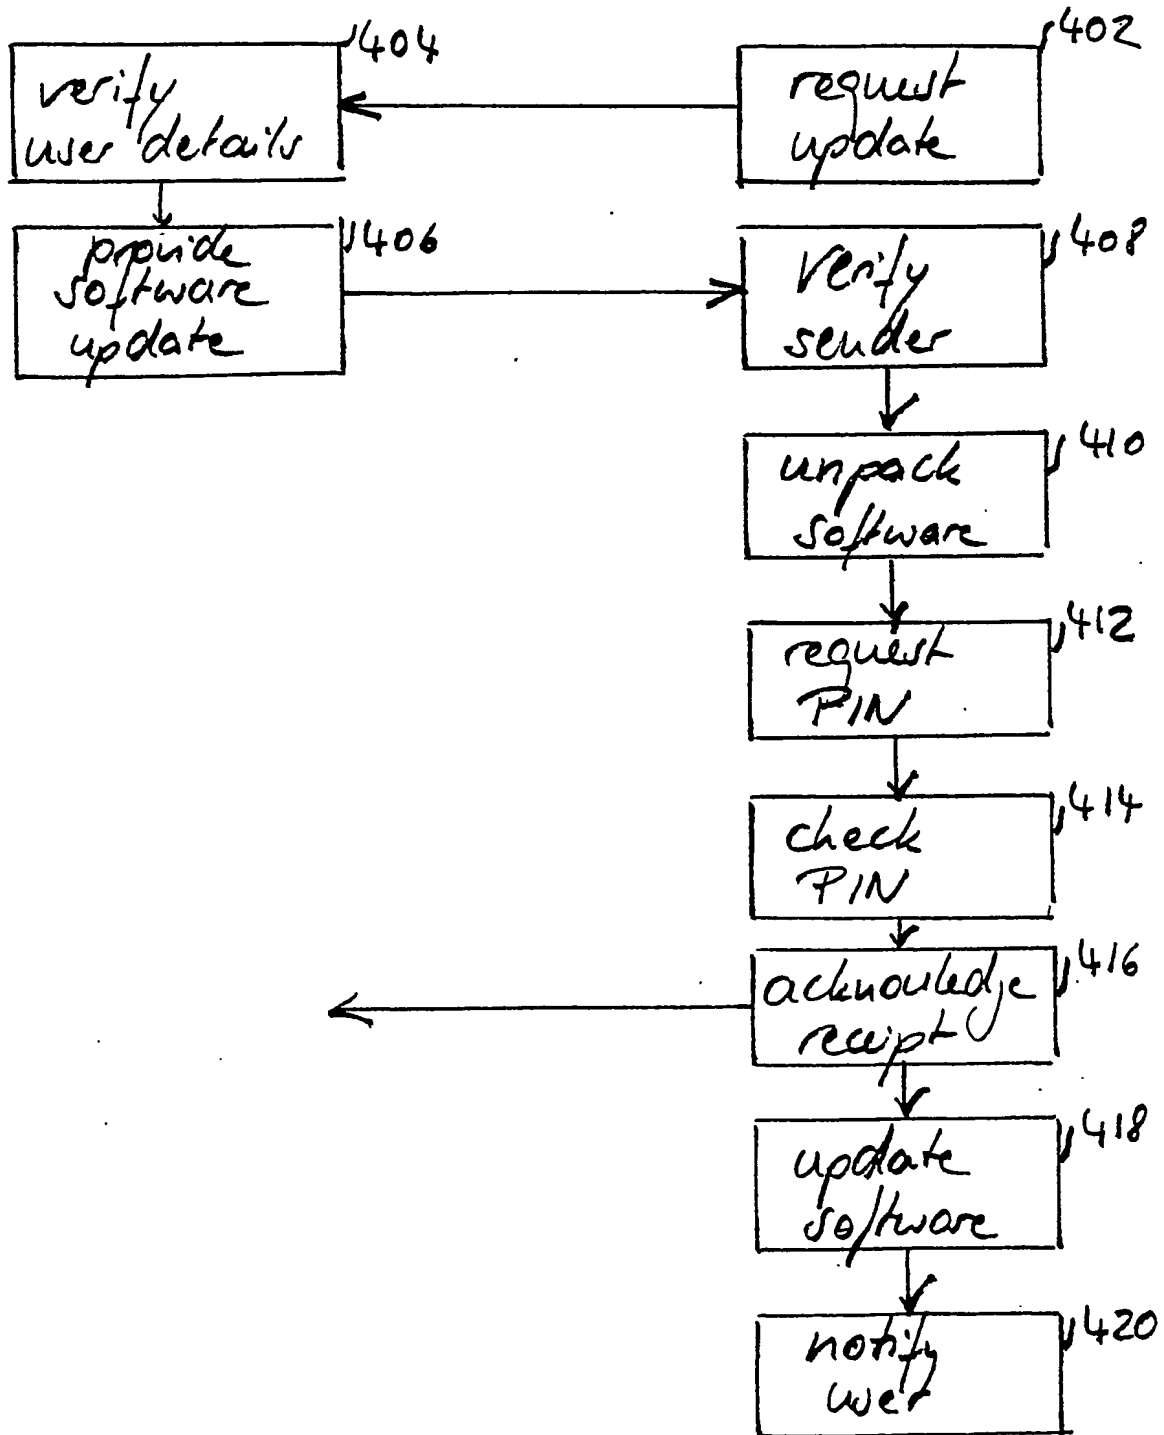 404
verify
user details
402
request
update
406
provide
software
update
408
Verify
sender
410
unpack
software
412
request
PIN
414
check
PIN
416
acknowledge
receipt
418
update
software
420
notify
user